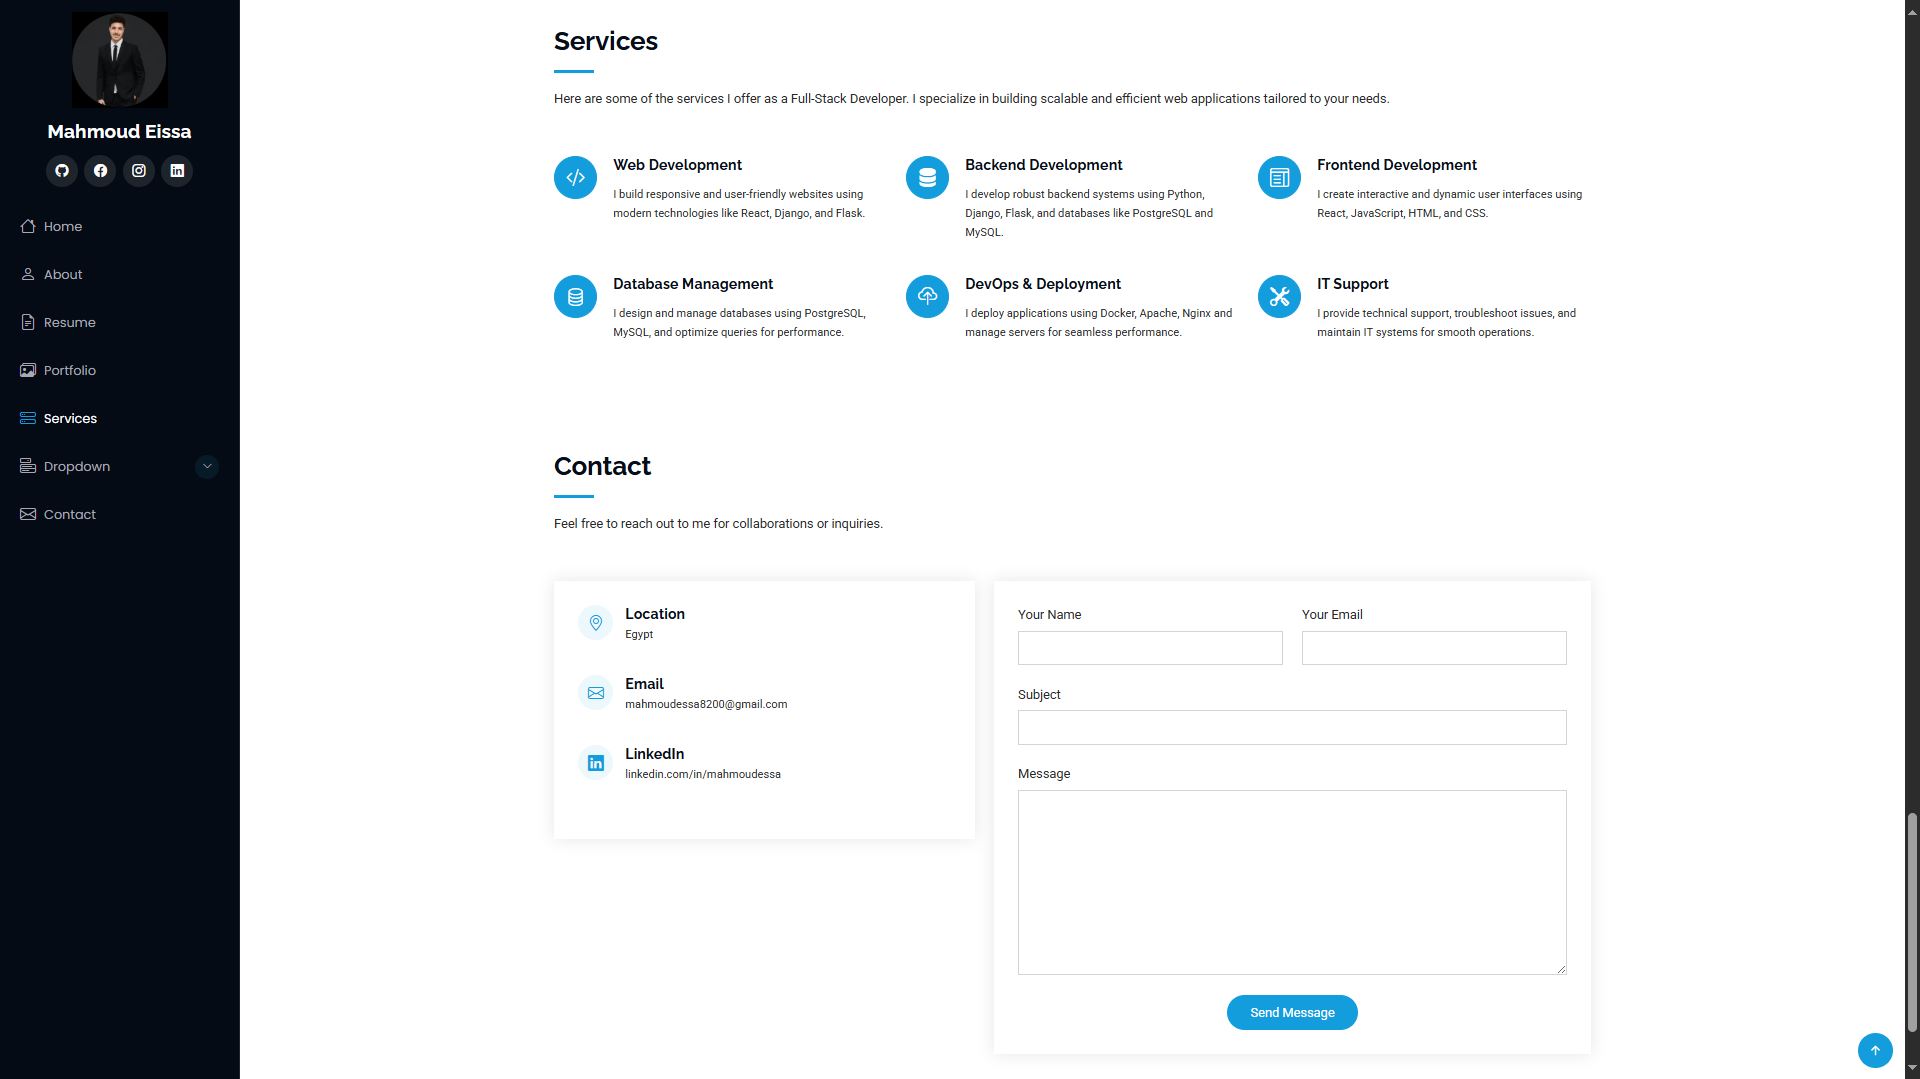 Mahmoud Eissa
Home
About
Resume
Portfolio
Services
Dropdown
Contact
Services
Here are some of the services I offer as a Full-Stack Developer. I specialize in building scalable and efficient web applications tailored to your needs.
Web Development
I build responsive and user-friendly websites using
modern technologies like React, Django, and Flask.
Backend Development
I develop robust backend systems using Python,
Django, Flask, and databases like PostgreSQL and
MySQL.
Frontend Development
I create interactive and dynamic user interfaces using
React, JavaScript, HTML, and CSS.
Database Management
I design and manage databases using PostgreSQL,
MySQL, and optimize queries for performance.
DevOps & Deployment
I deploy applications using Docker, Apache, Nginx and
manage servers for seamless performance.
IT Support
I provide technical support, troubleshoot issues, and
maintain IT systems for smooth operations.
Contact
Feel free to reach out to me for collaborations or inquiries.
Location
Egypt
Email
mahmoudessa8200@gmail.com
LinkedIn
linkedin.com/in/mahmoudessa
Your Name
Your Email
Subject
Message
Send Message